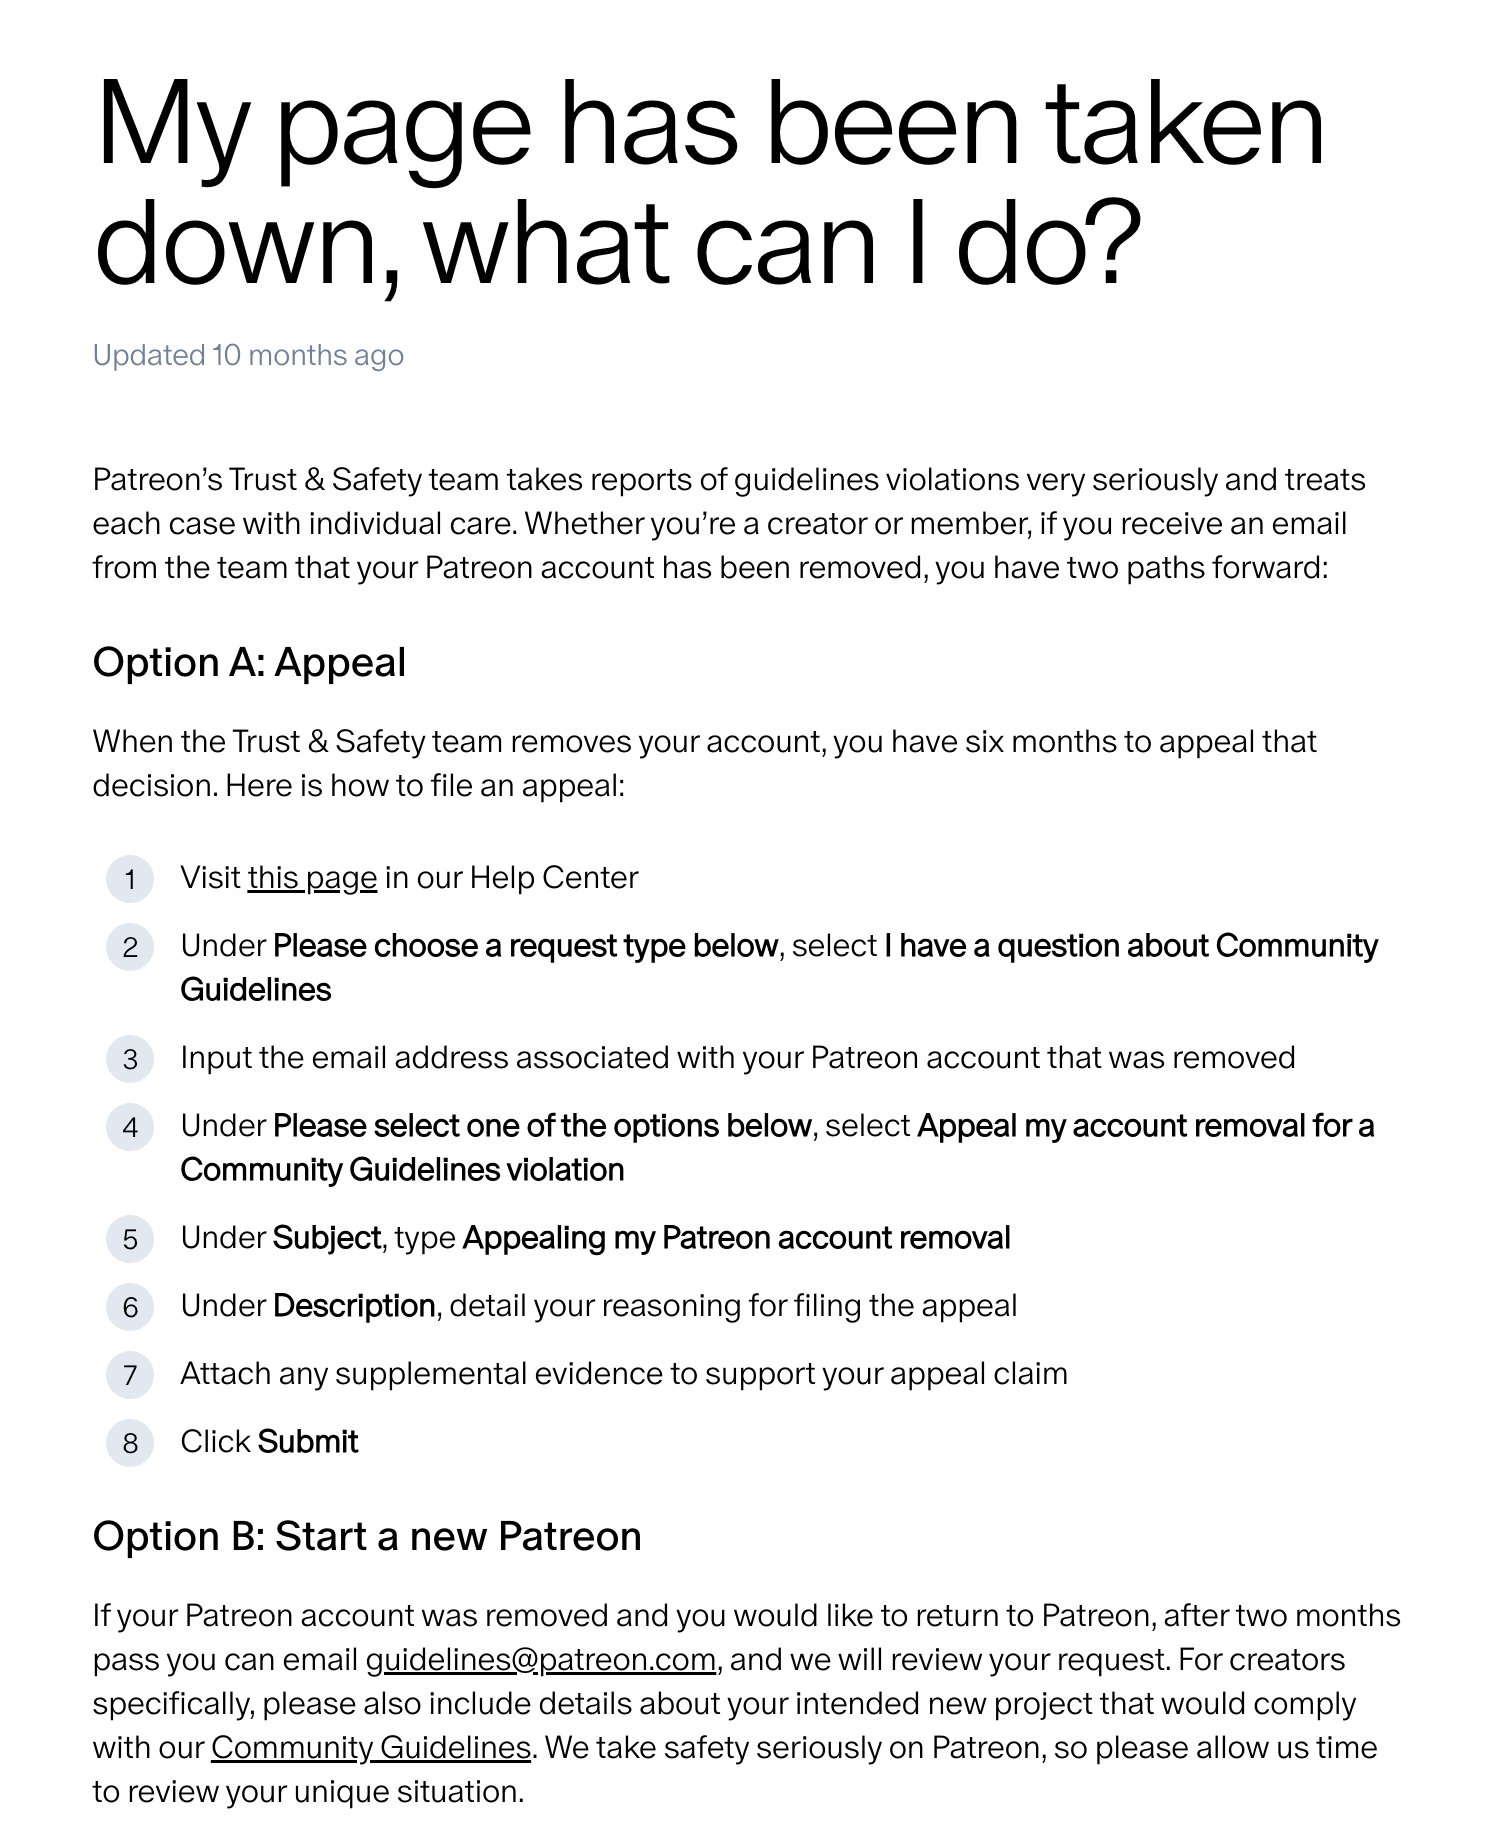 My page has been taken
down, what can I do?
Updated 10 months ago
Patreon’s Trust & Safety team takes reports of guidelines violations very seriously and treats
each case with individual care. Whether you’re a creator or member, if you receive an email
from the team that your Patreon account has been removed, you have two paths forward:
Option A: Appeal
When the Trust & Safety team removes your account, you have six months to appeal that
decision. Here is how to file an appeal:
1 Visit this page in our Help Center
2 Under Please choose a request type below, select I have a question about Community
Guidelines
3 Input the email address associated with your Patreon account that was removed
4 Under Please select one of the options below, select Appeal my account removal for a
Community Guidelines violation
5 Under Subject, type Appealing my Patreon account removal
6 Under Description, detail your reasoning for filing the appeal
7 Attach any supplemental evidence to support your appeal claim
8 Click Submit
Option B: Start a new Patreon
If your Patreon account was removed and you would like to return to Patreon, after two months
pass you can email guidelines@patreon.com, and we will review your request. For creators
specifically, please also include details about your intended new project that would comply
with our Community Guidelines. We take safety seriously on Patreon, so please allow us time
to review your unique situation.